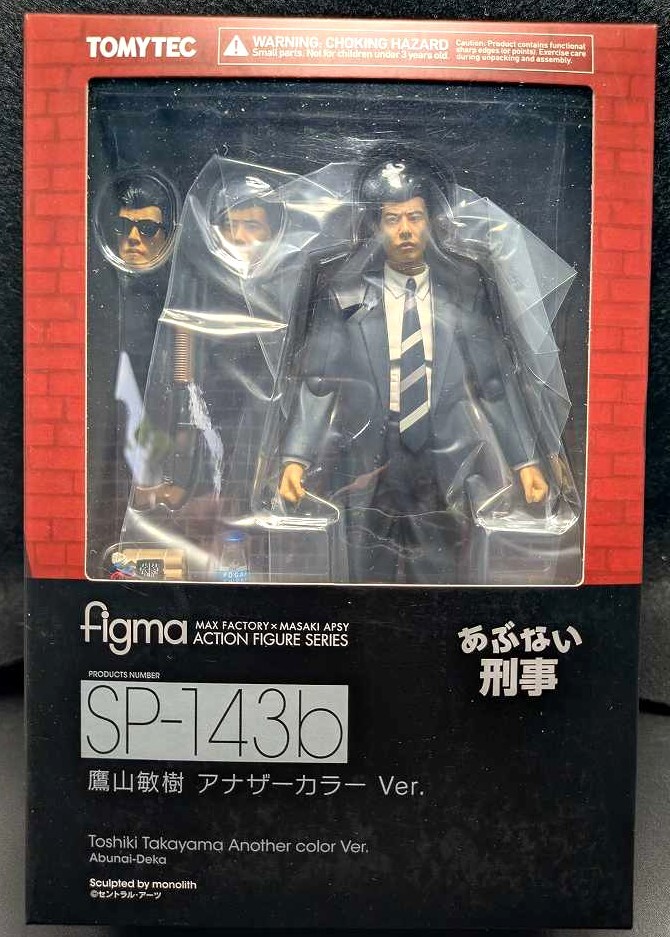 TOMYTEC
WARNING: CHOKING HAZARD
Small parts. Not for children under 3 years old.
Caution: Product contains functional
sharp edges (or points). Exercise care
during unpacking and assembly.
figma
MAX FACTORY×MASAKI APSY
ACTION FIGURE SERIES
あぶない
刑事
PRODUCTS NUMBER
SP-143b
鷹山敏樹 アナザーカラー Ver.
Toshiki Takayama Another color Ver.
Abunai-Deka
Sculpted by monolith
©セントラル・アーツ